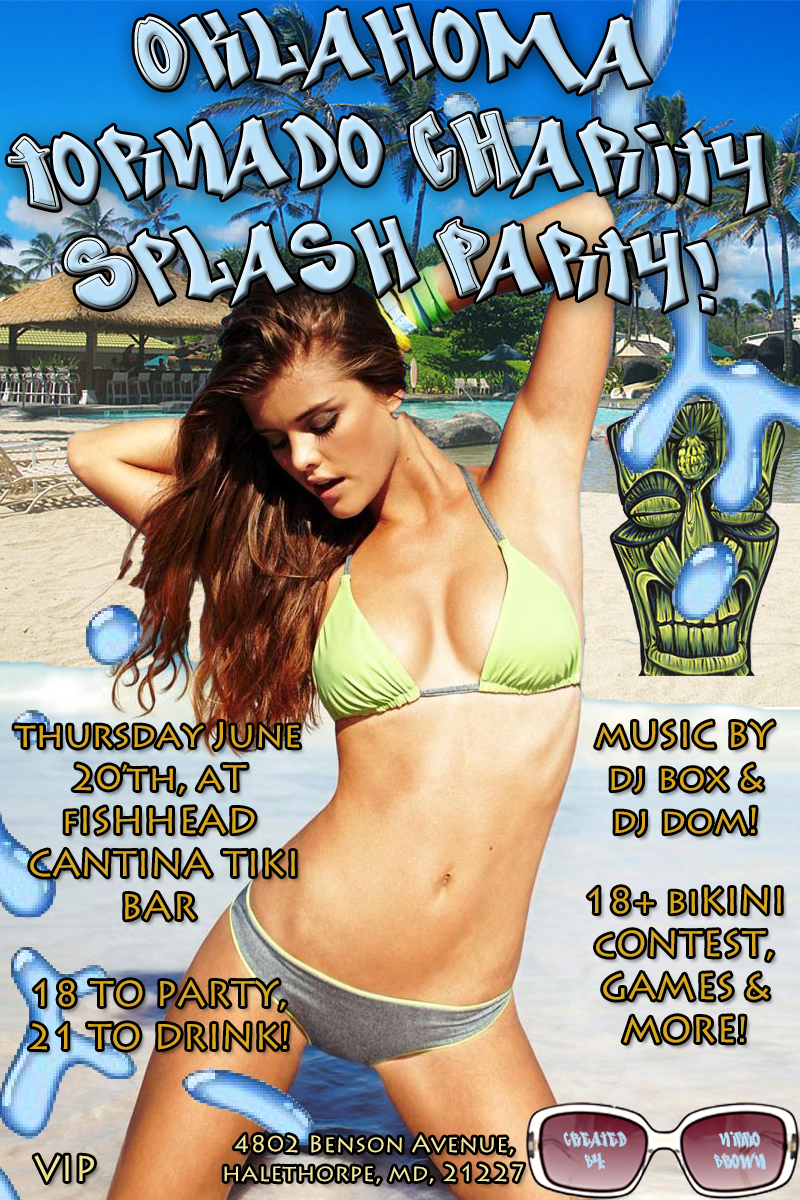 Oklahoma
Tornado Charity
Splash Party!
Thursday June
20'th, at
Fishhead
Cantina Tiki
Bar
18 to party,
21 to drink!
VIP
Music by
DJ Box &
DJ Dom!
18+ Bikini
Contest,
Games &
More!
4802 Benson Avenue,
Halethorpe, MD, 21227
Created
By:
Nimmo
Brown